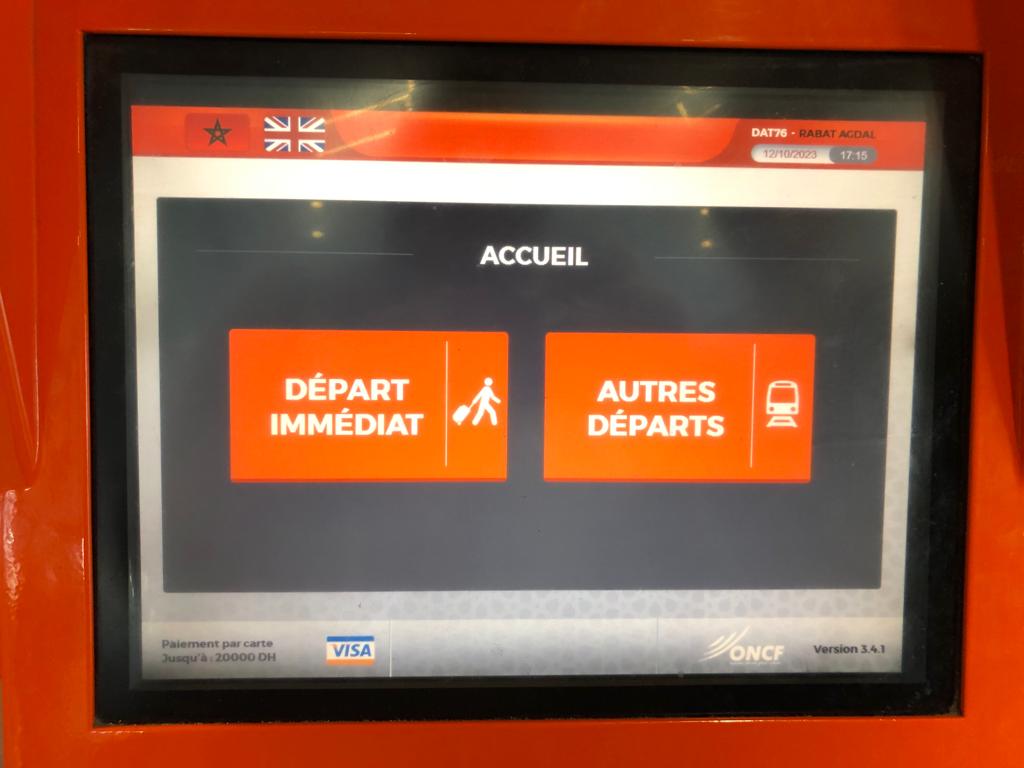 DAT76 - RABAT AGDAL
12/10/2023 17:15
ACCUEIL
DÉPART
IMMÉDIAT
AUTRES
DÉPARTS
Paiement par carte
Jusqu'à : 20000 DH
VISA
ONCF
Version 3.4.1